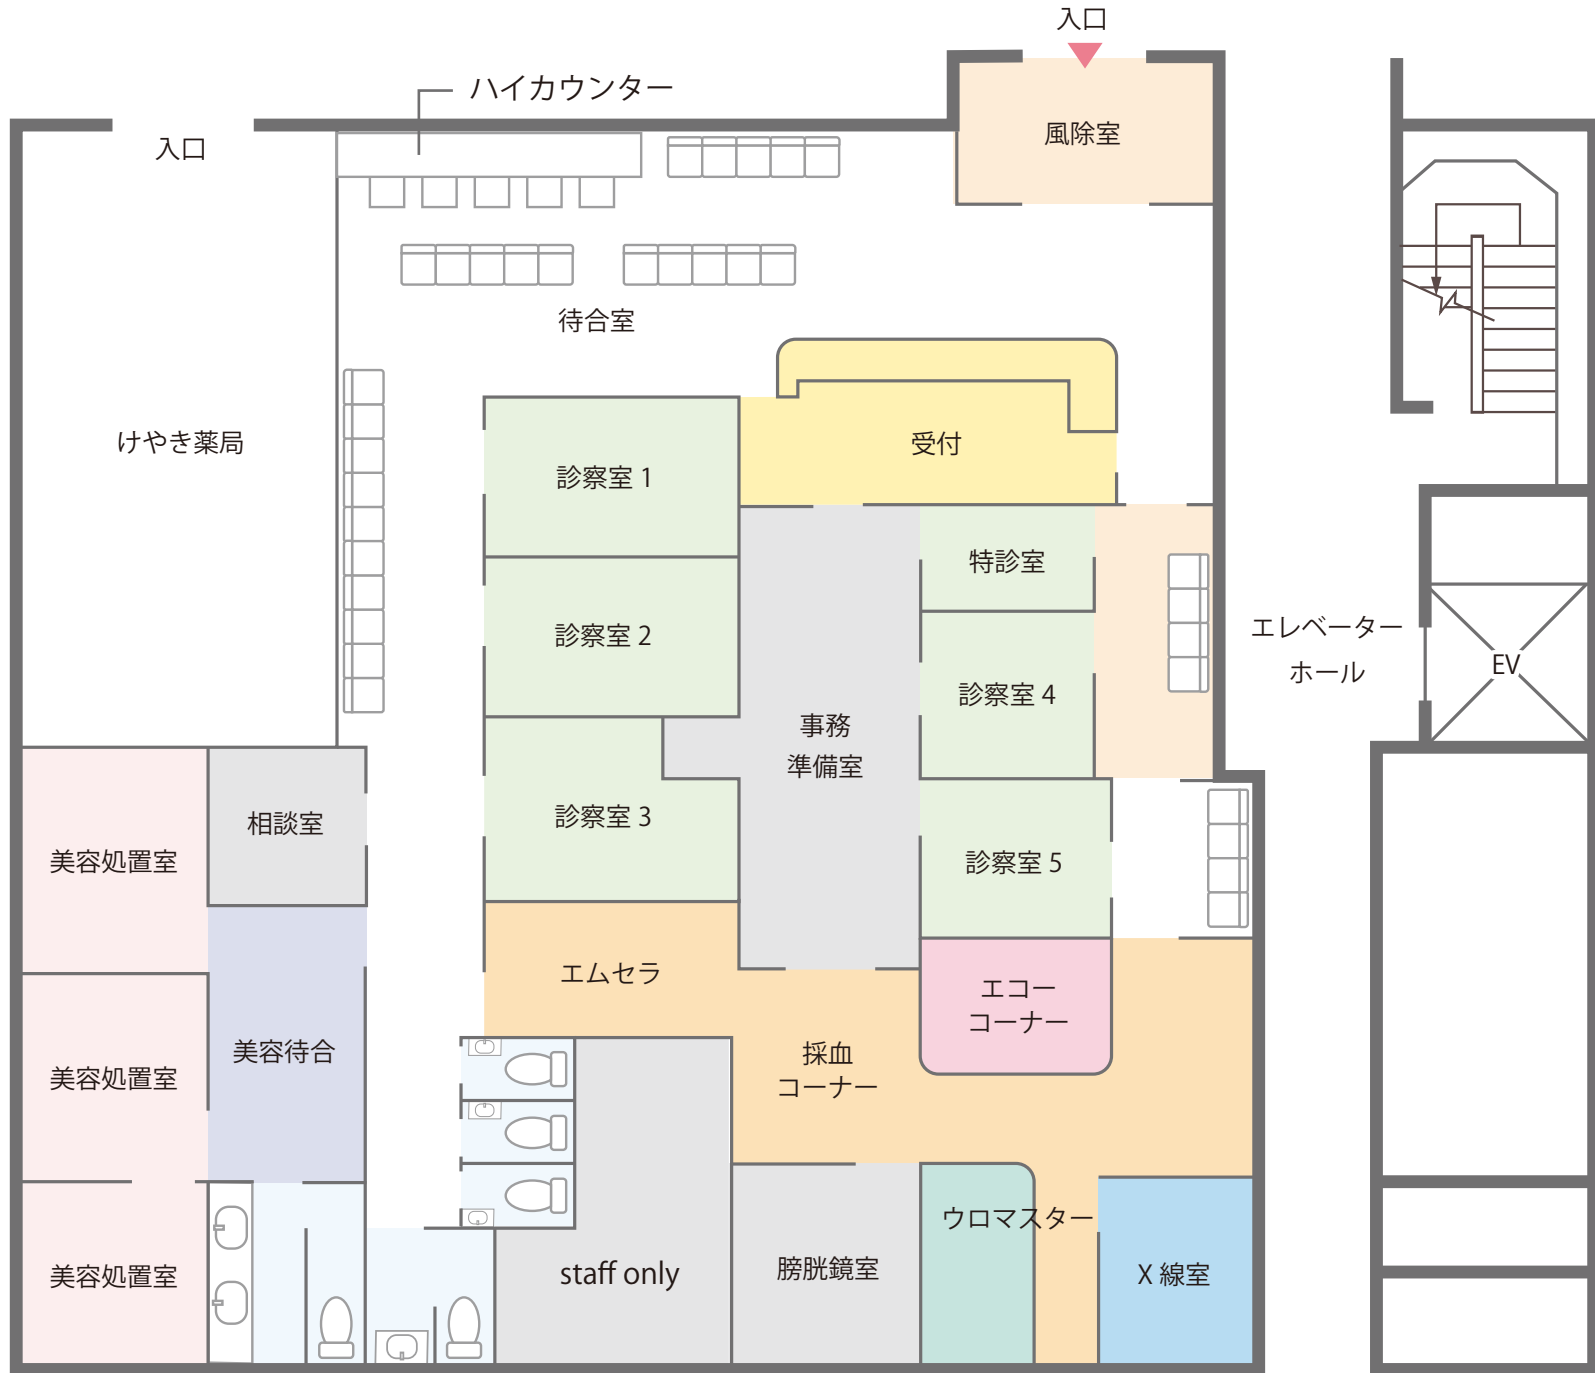 入口
ハイカウンター
風除室
入口
待合室
けやき薬局
受付
診察室 1
特診室
診察室 2
エレベーター
ホール
EV
診察室 4
事務
準備室
診察室 3
相談室
美容処置室
診察室 5
エムセラ
エコー
コーナー
美容待合
採血
コーナー
美容処置室
ウロマスター
美容処置室
staff only
膀胱鏡室
X 線室